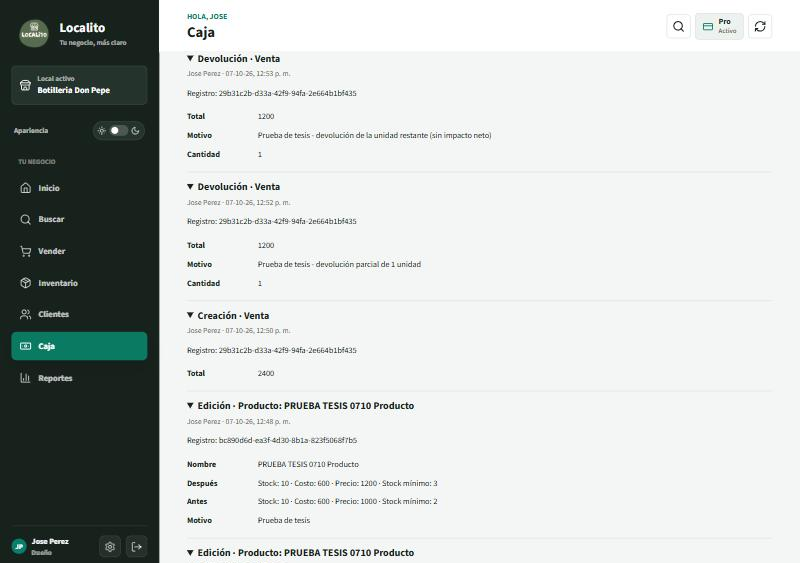 LOCALITO
Localito
Tu negocio, más claro
Local activo
Botilleria Don Pepe
Apariencia
TU NEGOCIO
Inicio
Buscar
Vender
Inventario
Clientes
Caja
Reportes
JP
Jose Perez
Dueño
HOLA, JOSE
Caja
Pro
Activo
▼ Devolución · Venta
Jose Perez · 07-10-26, 12:53 p. m.
Registro: 29b31c2b-d33a-42f9-94fa-2e664b1bf435
Total 1200
Motivo Prueba de tesis - devolución de la unidad restante (sin impacto neto)
Cantidad 1
▼ Devolución · Venta
Jose Perez · 07-10-26, 12:52 p. m.
Registro: 29b31c2b-d33a-42f9-94fa-2e664b1bf435
Total 1200
Motivo Prueba de tesis - devolución parcial de 1 unidad
Cantidad 1
▼ Creación · Venta
Jose Perez · 07-10-26, 12:50 p. m.
Registro: 29b31c2b-d33a-42f9-94fa-2e664b1bf435
Total 2400
▼ Edición · Producto: PRUEBA TESIS 0710 Producto
Jose Perez · 07-10-26, 12:48 p. m.
Registro: bc890d6d-ea3f-4d30-8b1a-823f5068f7b5
Nombre PRUEBA TESIS 0710 Producto
Después Stock: 10 · Costo: 600 · Precio: 1200 · Stock mínimo: 3
Antes Stock: 10 · Costo: 600 · Precio: 1000 · Stock mínimo: 2
Motivo Prueba de tesis
▼ Edición · Producto: PRUEBA TESIS 0710 Producto